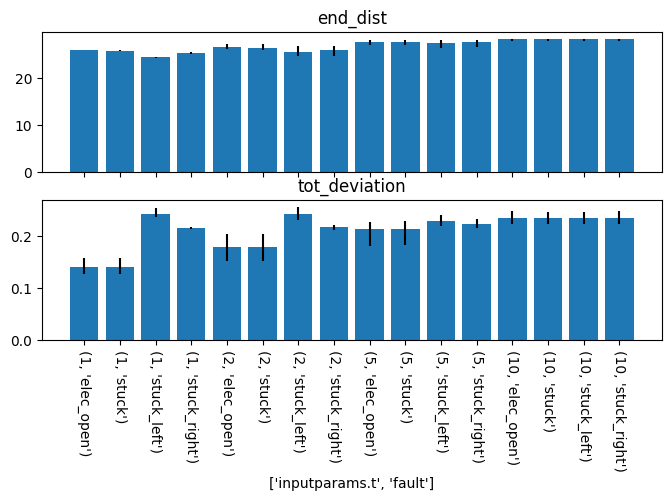 end_dist
20
10
0
tot_deviation
0.2
0.1
0.0
(1, 'elec_open')
(1, 'stuck')
(1, 'stuck_left')
(1, 'stuck_right')
(2, 'elec_open')
(2, 'stuck')
(2, 'stuck_left')
(2, 'stuck_right')
(5, 'elec_open')
(5, 'stuck')
(5, 'stuck_left')
(5, 'stuck_right')
(10, 'elec_open')
(10, 'stuck')
(10, 'stuck_left')
(10, 'stuck_right')
['inputparams.t', 'fault']